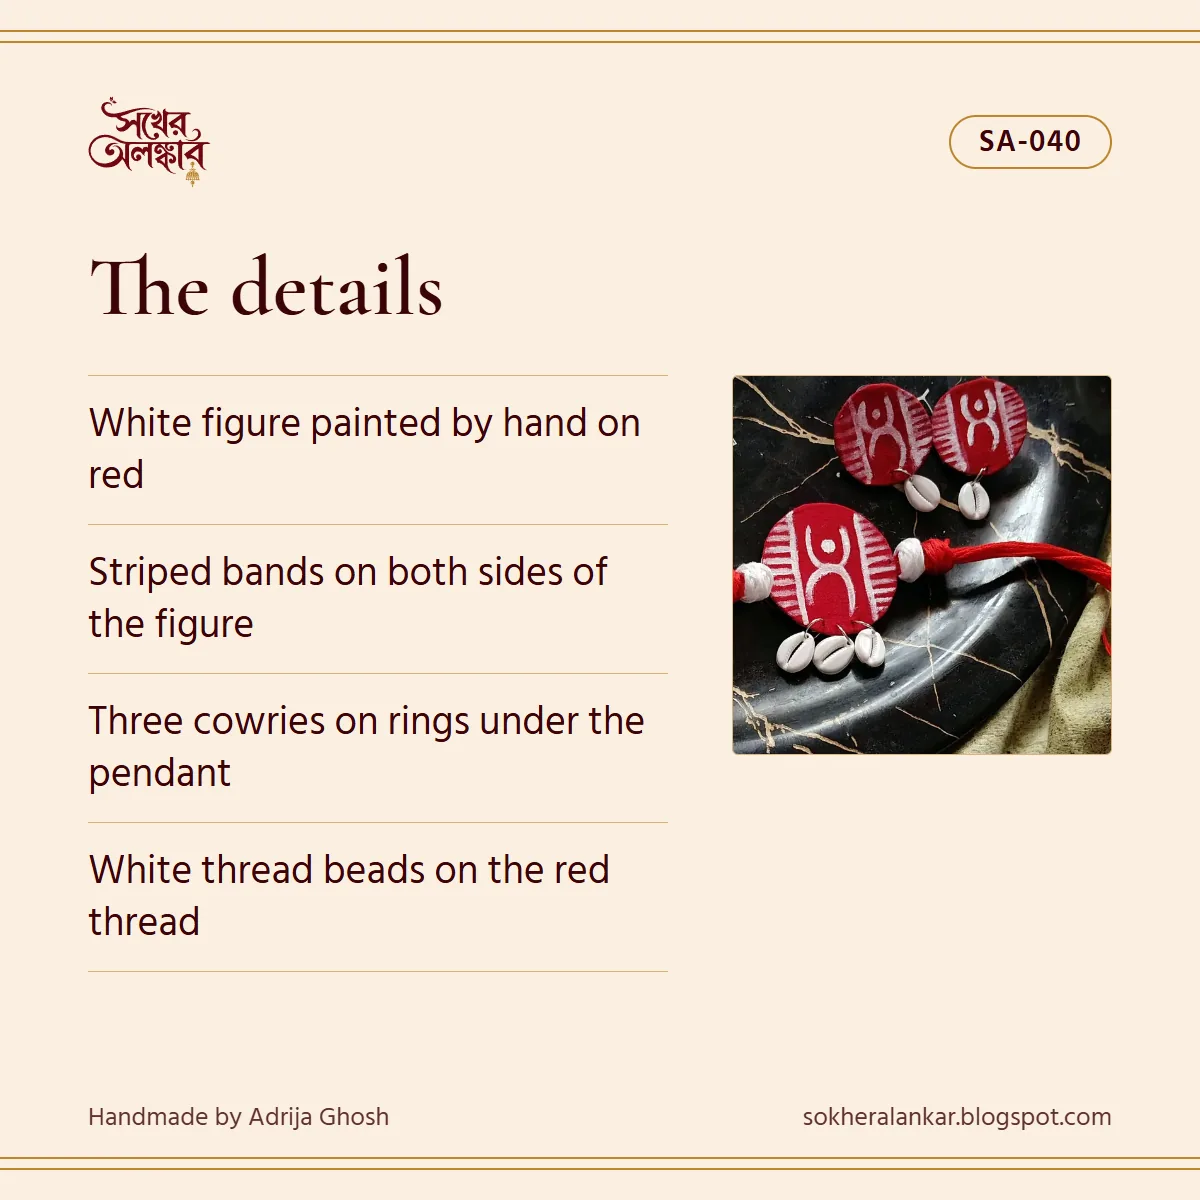 সখের
অলঙ্কার
SA-040
The details
White figure painted by hand on
red
Striped bands on both sides of
the figure
Three cowries on rings under the
pendant
White thread beads on the red
thread
Handmade by Adrija Ghosh
sokheralankar.blogspot.com